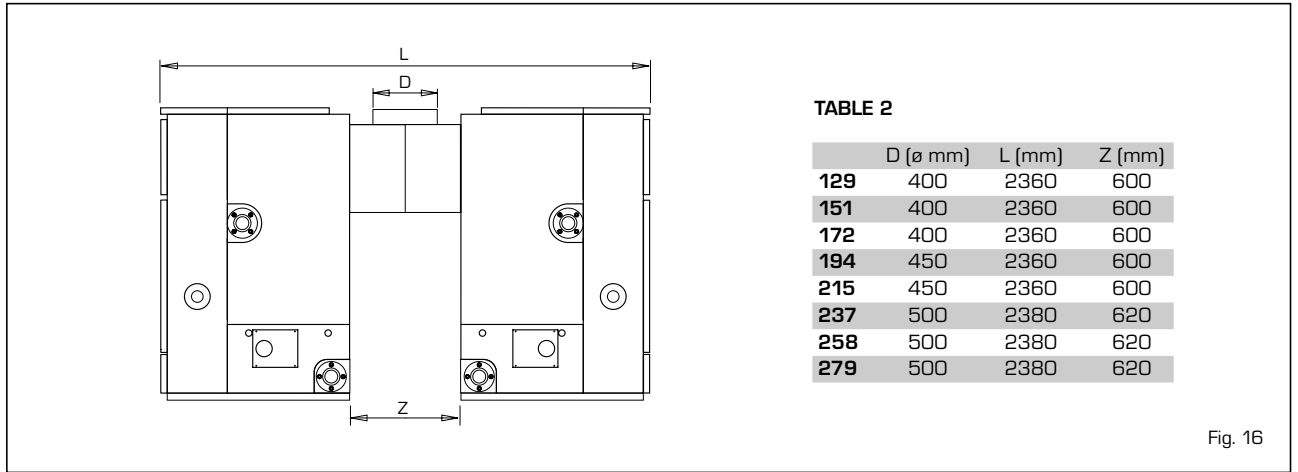 L
D
Z
TABLE 2
D (ø mm) L (mm) Z (mm)
129 400 2360 600
151 400 2360 600
172 400 2360 600
194 450 2360 600
215 450 2360 600
237 500 2380 620
258 500 2380 620
279 500 2380 620
Fig. 16